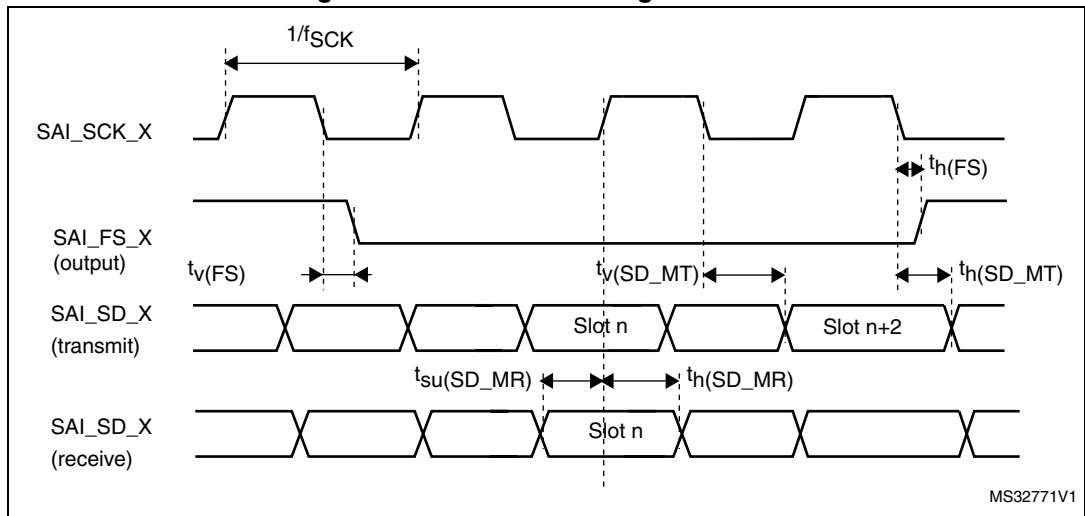 1/fSCK
SAI_SCK_X
th(FS)
SAI_FS_X
(output)
tv(FS)
tv(SD_MT)
th(SD_MT)
SAI_SD_X
(transmit)
Slot n
Slot n+2
tsu(SD_MR)
th(SD_MR)
SAI_SD_X
(receive)
Slot n
MS32771V1